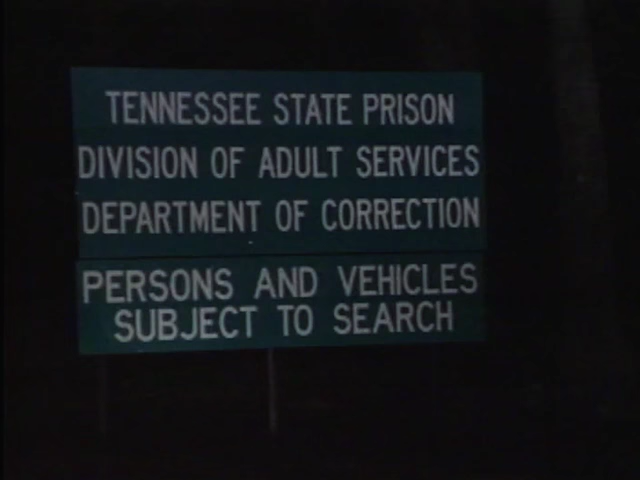 TENNESSEE STATE PRISON
DIVISION OF ADULT SERVICES
DEPARTMENT OF CORRECTION
PERSONS AND VEHICLES
SUBJECT TO SEARCH